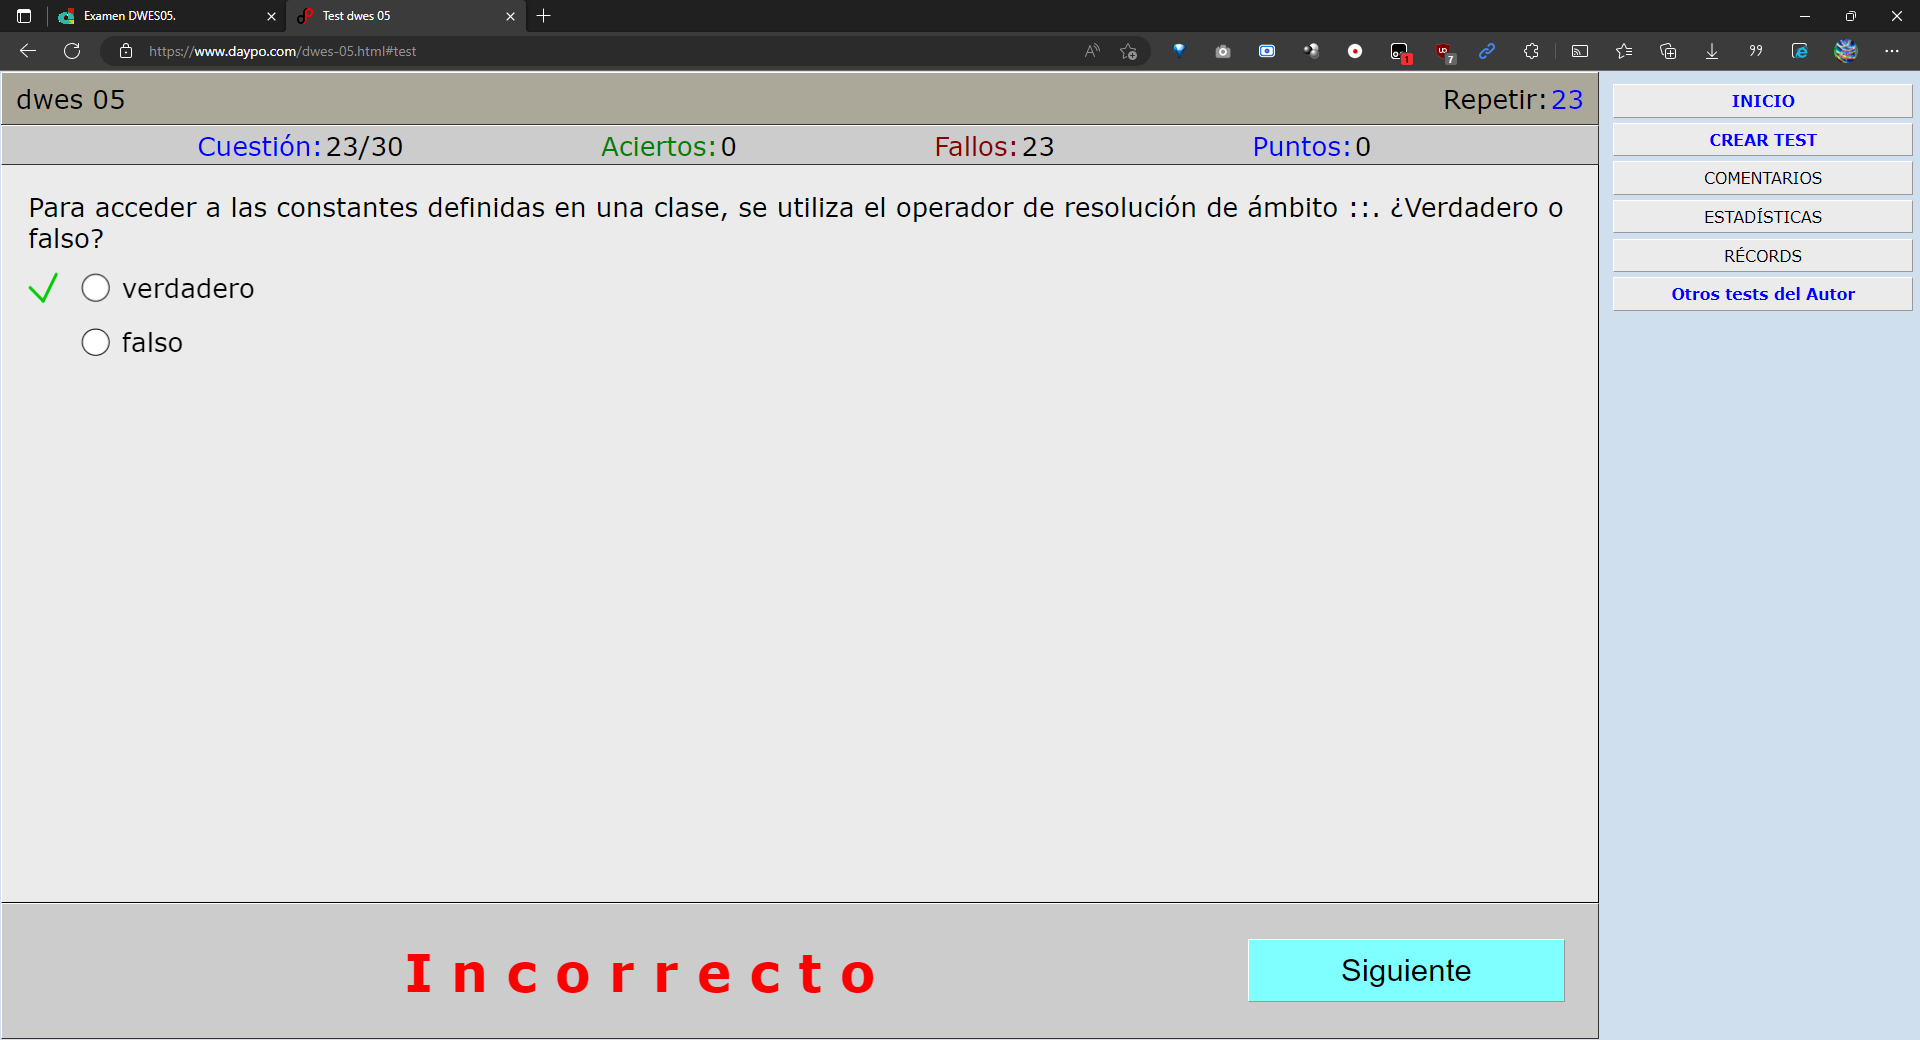 Examen DWES05.
Test dwes 05
https://www.daypo.com/dwes-05.html#test
1
7
dwes 05
Repetir: 23
Cuestión: 23/30
Aciertos: 0
Fallos: 23
Puntos: 0
Para acceder a las constantes definidas en una clase, se utiliza el operador de resolución de ámbito ::. ¿Verdadero o
falso?
verdadero
falso
Incorrecto
Siguiente
INICIO
CREAR TEST
COMENTARIOS
ESTADÍSTICAS
RÉCORDS
Otros tests del Autor